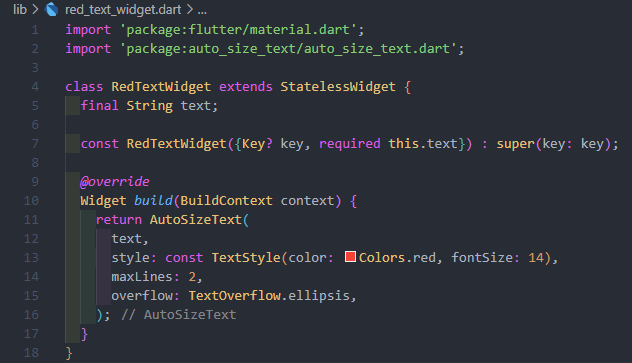 lib > red_text_widget.dart > ...
1 import 'package:flutter/material.dart';
2 import 'package:auto_size_text/auto_size_text.dart';
3
4 class RedTextWidget extends StatelessWidget {
5   final String text;
6
7   const RedTextWidget({Key? key, required this.text}) : super(key: key);
8
9   @override
10   Widget build(BuildContext context) {
11     return AutoSizeText(
12       text,
13       style: const TextStyle(color: Colors.red, fontSize: 14),
14       maxLines: 2,
15       overflow: TextOverflow.ellipsis,
16     ); // AutoSizeText
17   }
18 }